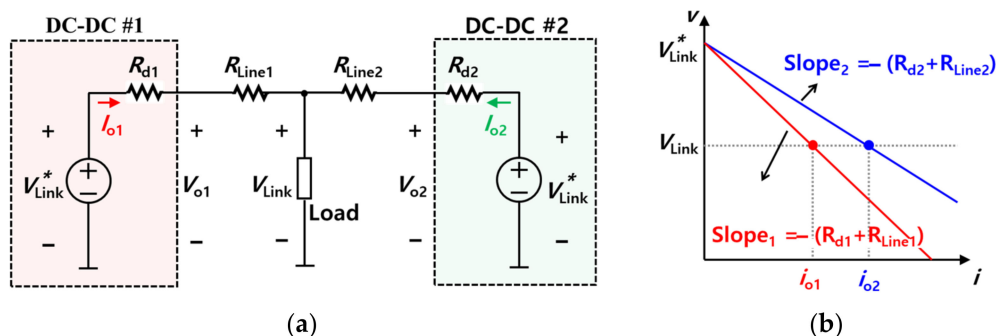 DC-DC #1
DC-DC #2
Rd1
RLine1
RLine2
Rd2
Io1
Io2
+
+
+
+
+
V*Link
Vo1
VLink
Load
Vo2
V*Link
−
−
−
−
−
(a)
v
V*Link
Slope2 =− (Rd2+RLine2)
VLink
Slope1 =− (Rd1+RLine1)
io1
io2
i
(b)